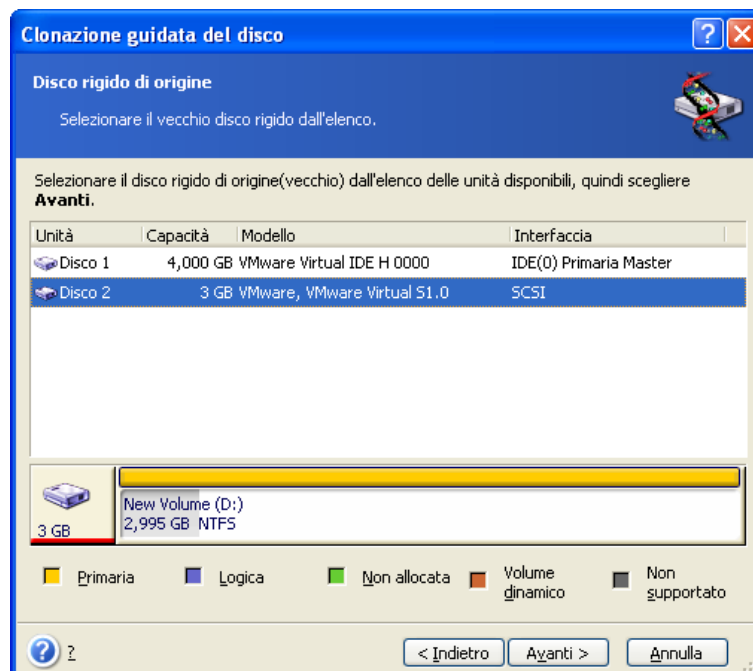 Clonazione guidata del disco
Disco rigido di origine
Selezionare il vecchio disco rigido dall'elenco.
Selezionare il disco rigido di origine(vecchio) dall'elenco delle unità disponibili, quindi scegliere
Avanti.
Unità Capacità Modello Interfaccia
Disco 1 4,000 GB VMware Virtual IDE H 0000 IDE(0) Primaria Master
Disco 2 3 GB VMware, VMware Virtual S1.0 SCSI
New Volume (D:)
3 GB 2,995 GB NTFS
Primaria Logica Non allocata Volume dinamico Non supportato
? < Indietro Avanti > Annulla